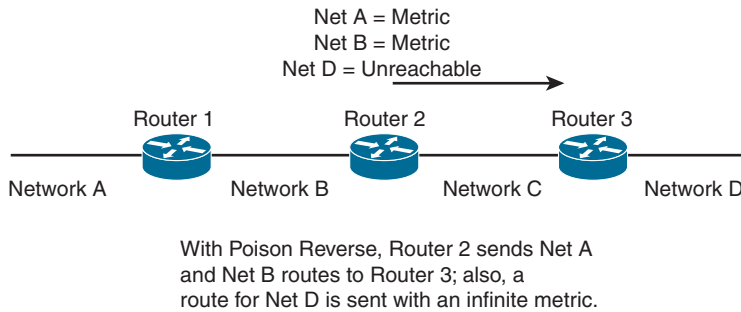 Net A = Metric
Net B = Metric
Net D = Unreachable
Router 1
Router 2
Router 3
Network A
Network B
Network C
Network D
With Poison Reverse, Router 2 sends Net A
and Net B routes to Router 3; also, a
route for Net D is sent with an infinite metric.